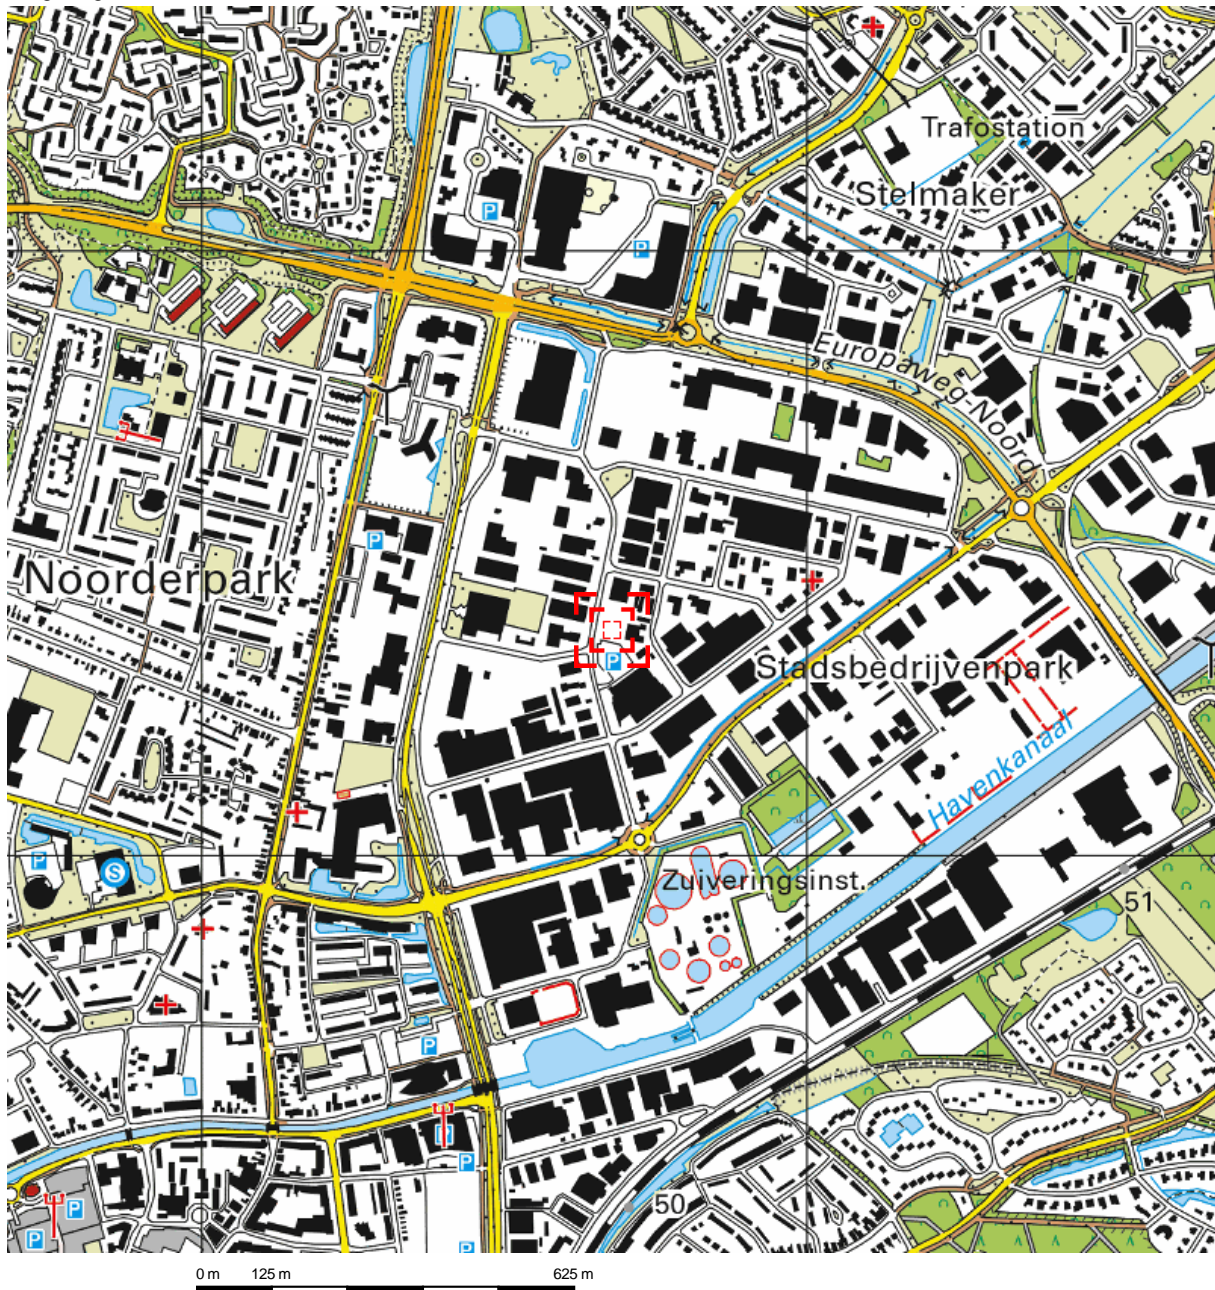 Trafostation
Stelmaker
P
P
Europaweg-Noord
P
Noorderpark
P
Stadsbedrijvenpark
Havenkanaal
P
S
Zuiveringsinst.
51
P
P
50
P
P
P
0 m 125 m 625 m